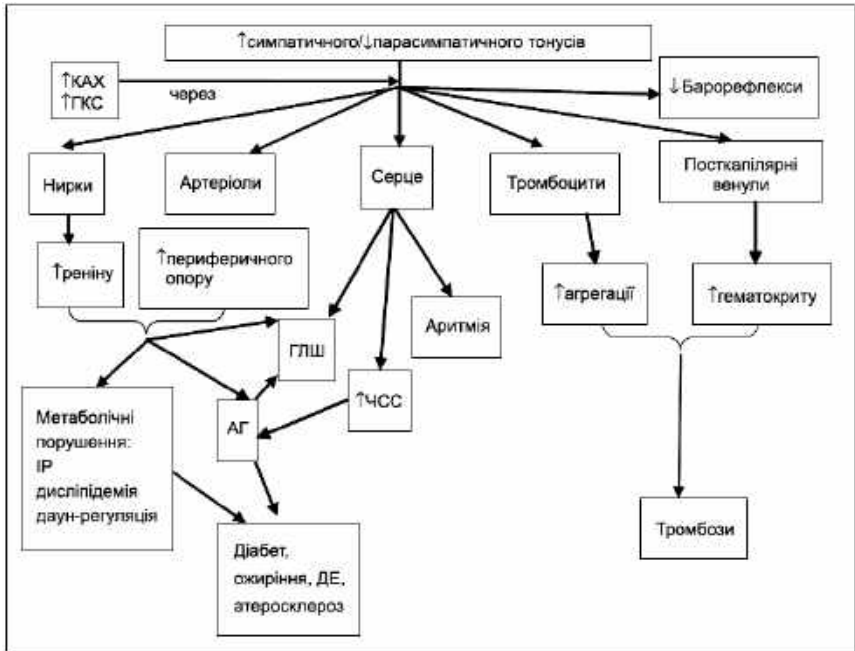 ↑симпатичного/↓парасимпатичного тонусів
↑КАХ
↑ГКС
через
↓Барорефлекси
Нирки
Артеріоли
Серце
Тромбоцити
Посткапілярні
венули
↑реніну
↑периферичного
опору
↑агрегації
↑гематокриту
ГЛШ
Аритмія
Метаболічні
порушення:
ІР
дисліпідемія
даун-регуляція
АГ
↑ЧСС
Діабет,
ожиріння, ДЕ,
атеросклероз
Тромбози